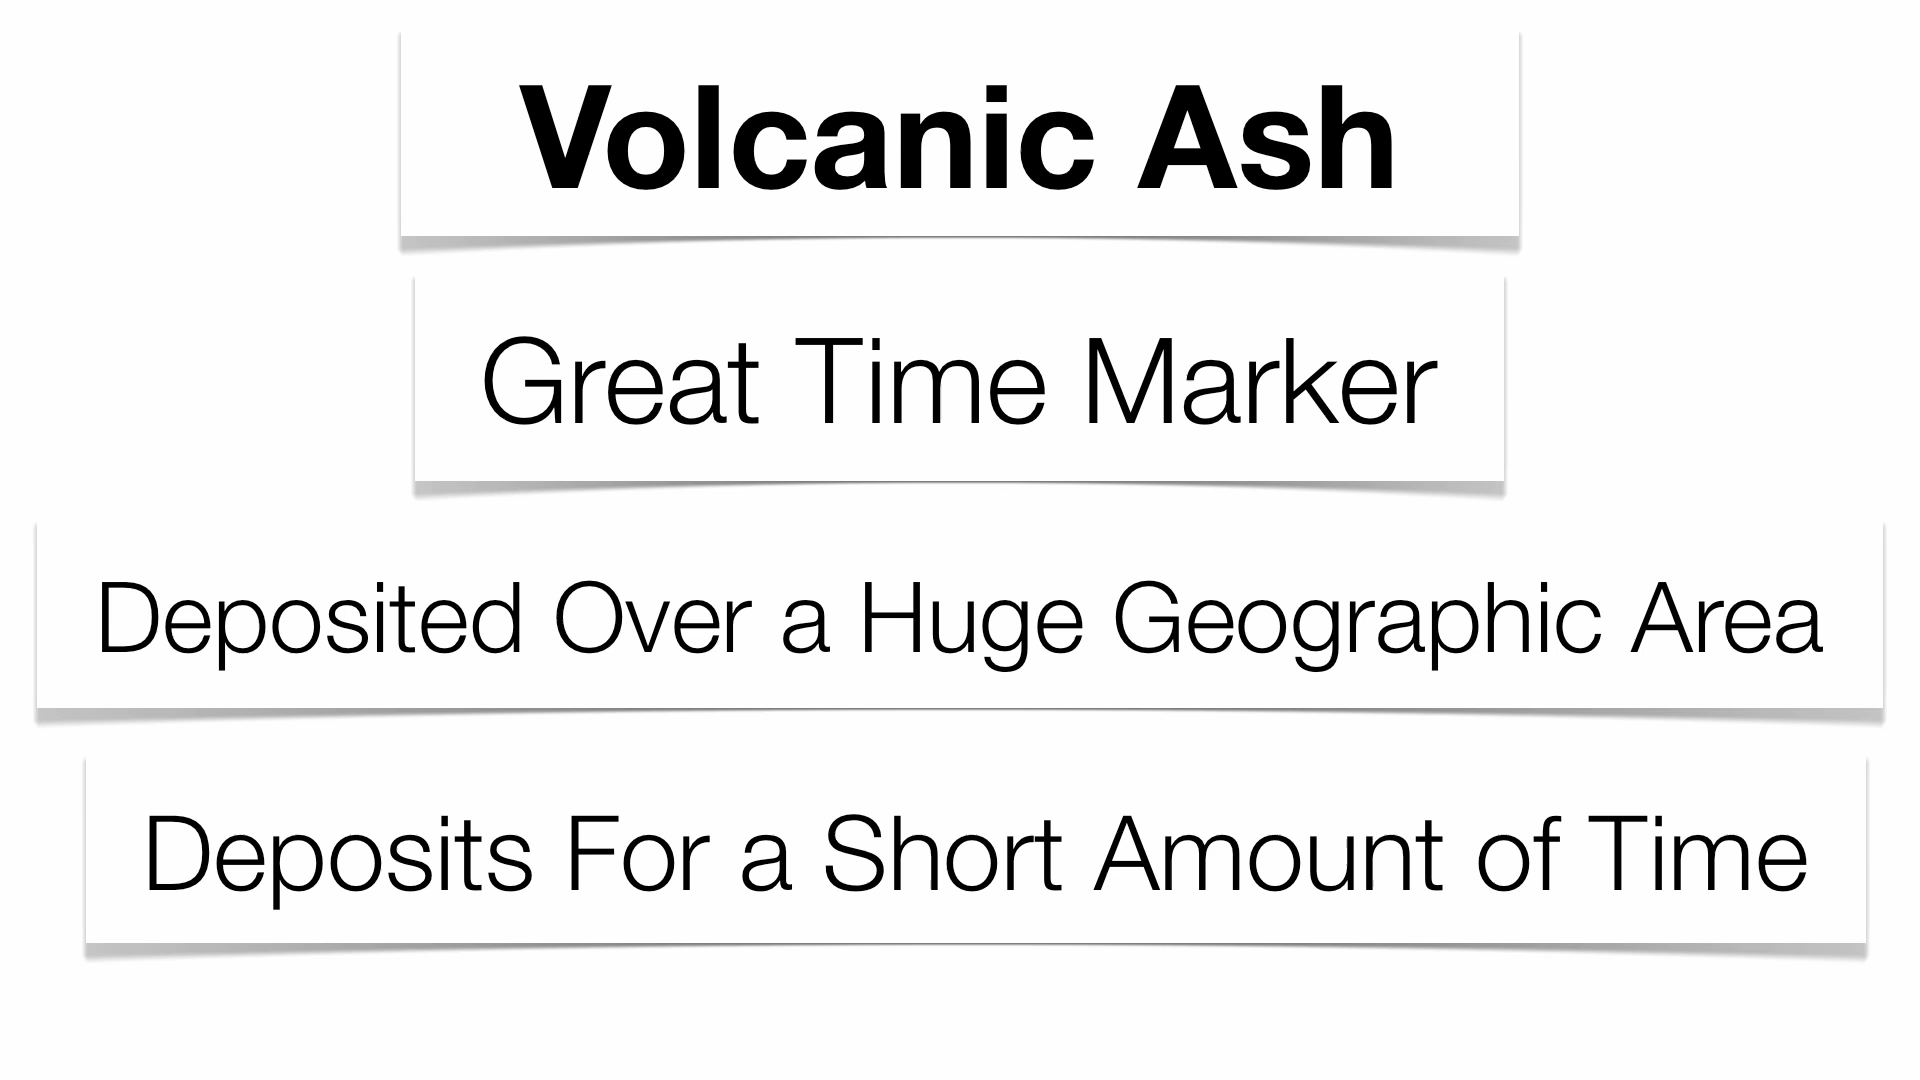 Volcanic Ash
Great Time Marker
Deposited Over a Huge Geographic Area
Deposits For a Short Amount of Time